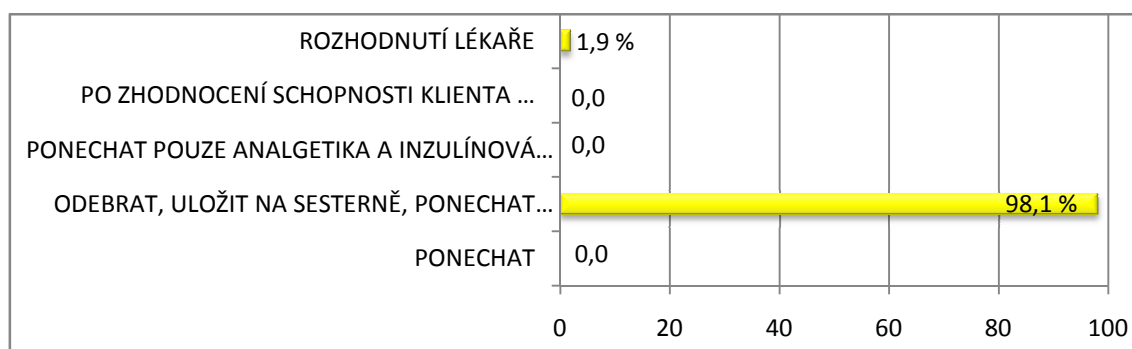 ROZHODNUTÍ LÉKAŘE 1,9 %
PO ZHODNOCENÍ SCHOPNOSTI KLIENTA … 0,0
PONECHAT POUZE ANALGETIKA A INZULÍNOVÁ… 0,0
ODEBRAT, ULOŽIT NA SESTERNĚ, PONECHAT… 98,1 %
PONECHAT 0,0
0 20 40 60 80 100